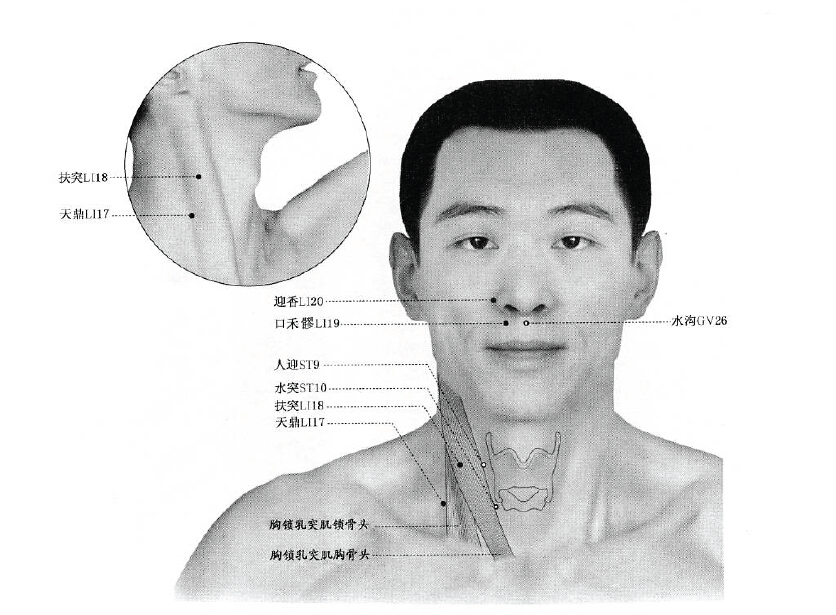 扶突LI18
天鼎LI17
迎香LI20
口禾髎LI19
水沟GV26
人迎ST9
水突ST10
扶突LI18
天鼎LI17
胸锁乳突肌锁骨头
胸锁乳突肌胸骨头